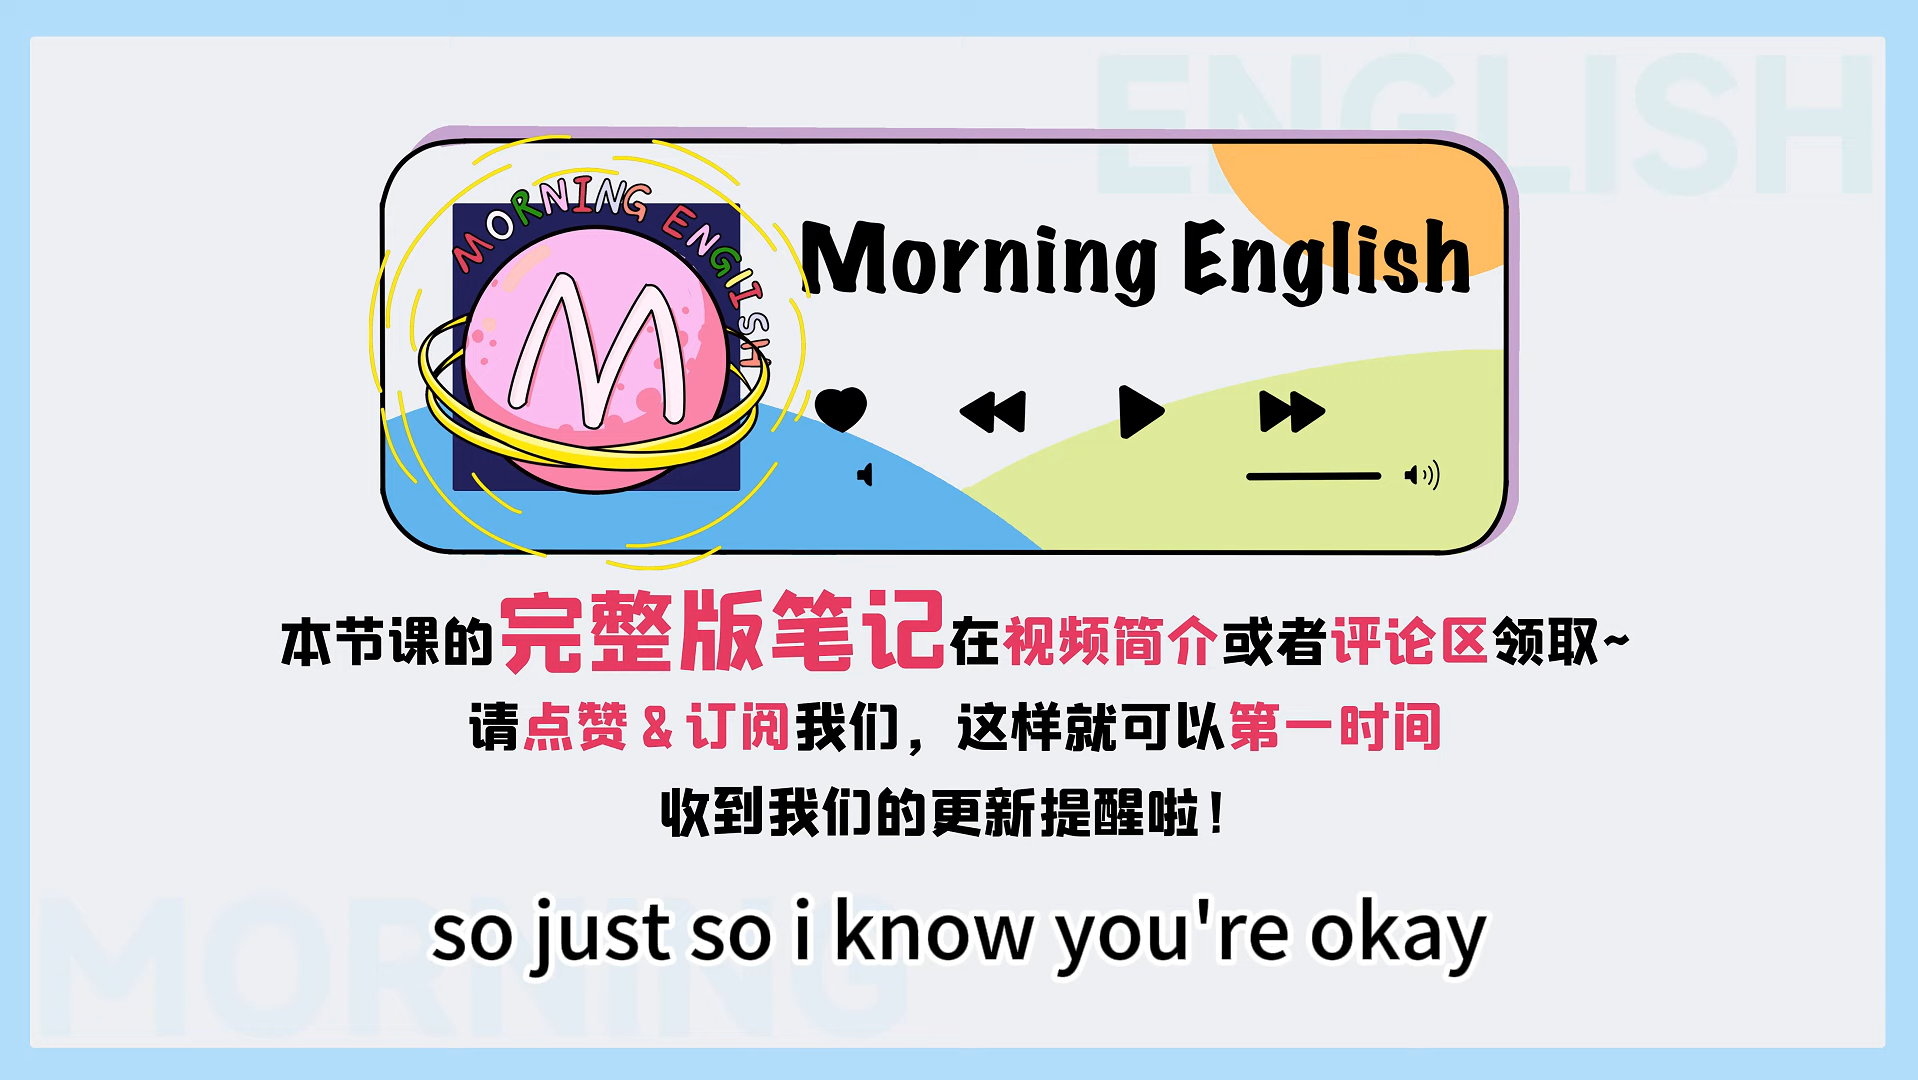 ENGLISH
MORNING ENGLISH
M
Morning English
本节课的完整版笔记在视频简介或者评论区领取~
请点赞&订阅我们，这样就可以第一时间
收到我们的更新提醒啦！
MORNING
so just so i know you're okay